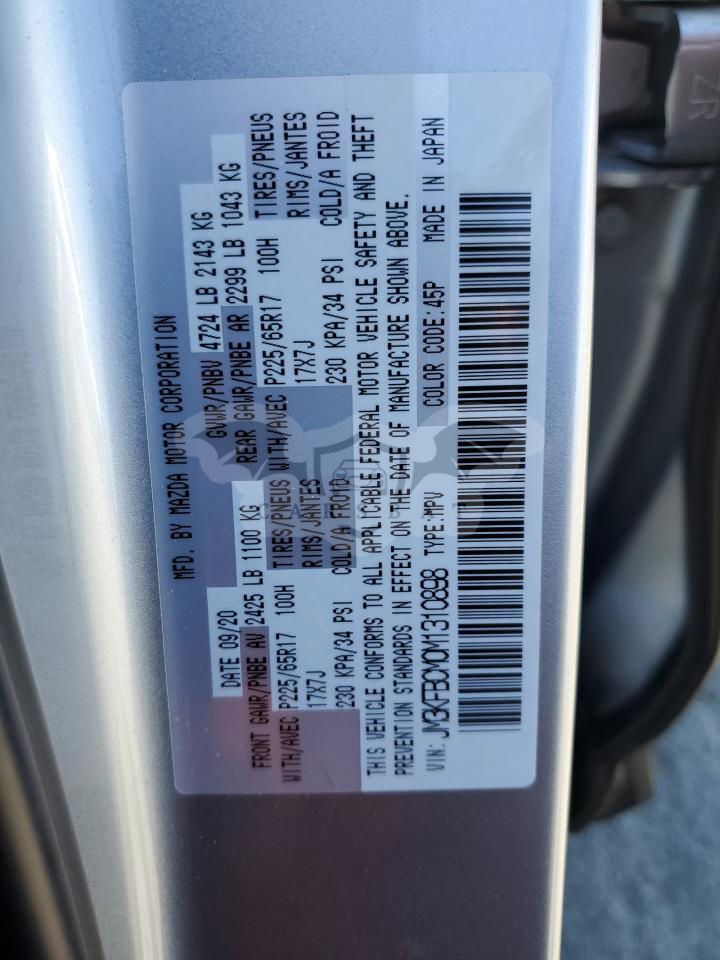 MFD. BY MAZDA MOTOR CORPORATION
DATE 09/20 GVWR/PNBV 4724 LB 2143 KG
FRONT GAWR/PNBE AV 2425 LB 1100 KG REAR GAWR/PNBE AR 2299 LB 1043 KG
WITH/AVEC P225/65R17 100H TIRES/PNEUS WITH/AVEC P225/65R17 100H TIRES/PNEUS
17X7J RIMS/JANTES 17X7J RIMS/JANTES
230 KPA/34 PSI COLD/A FROID 230 KPA/34 PSI COLD/A FROID
THIS VEHICLE CONFORMS TO ALL APPLICABLE FEDERAL MOTOR VEHICLE SAFETY AND THEFT
PREVENTION STANDARDS IN EFFECT ON THE DATE OF MANUFACTURE SHOWN ABOVE.
VIN: JM3KFBCM0M1310898 TYPE:MPV COLOR CODE:45P MADE IN JAPAN